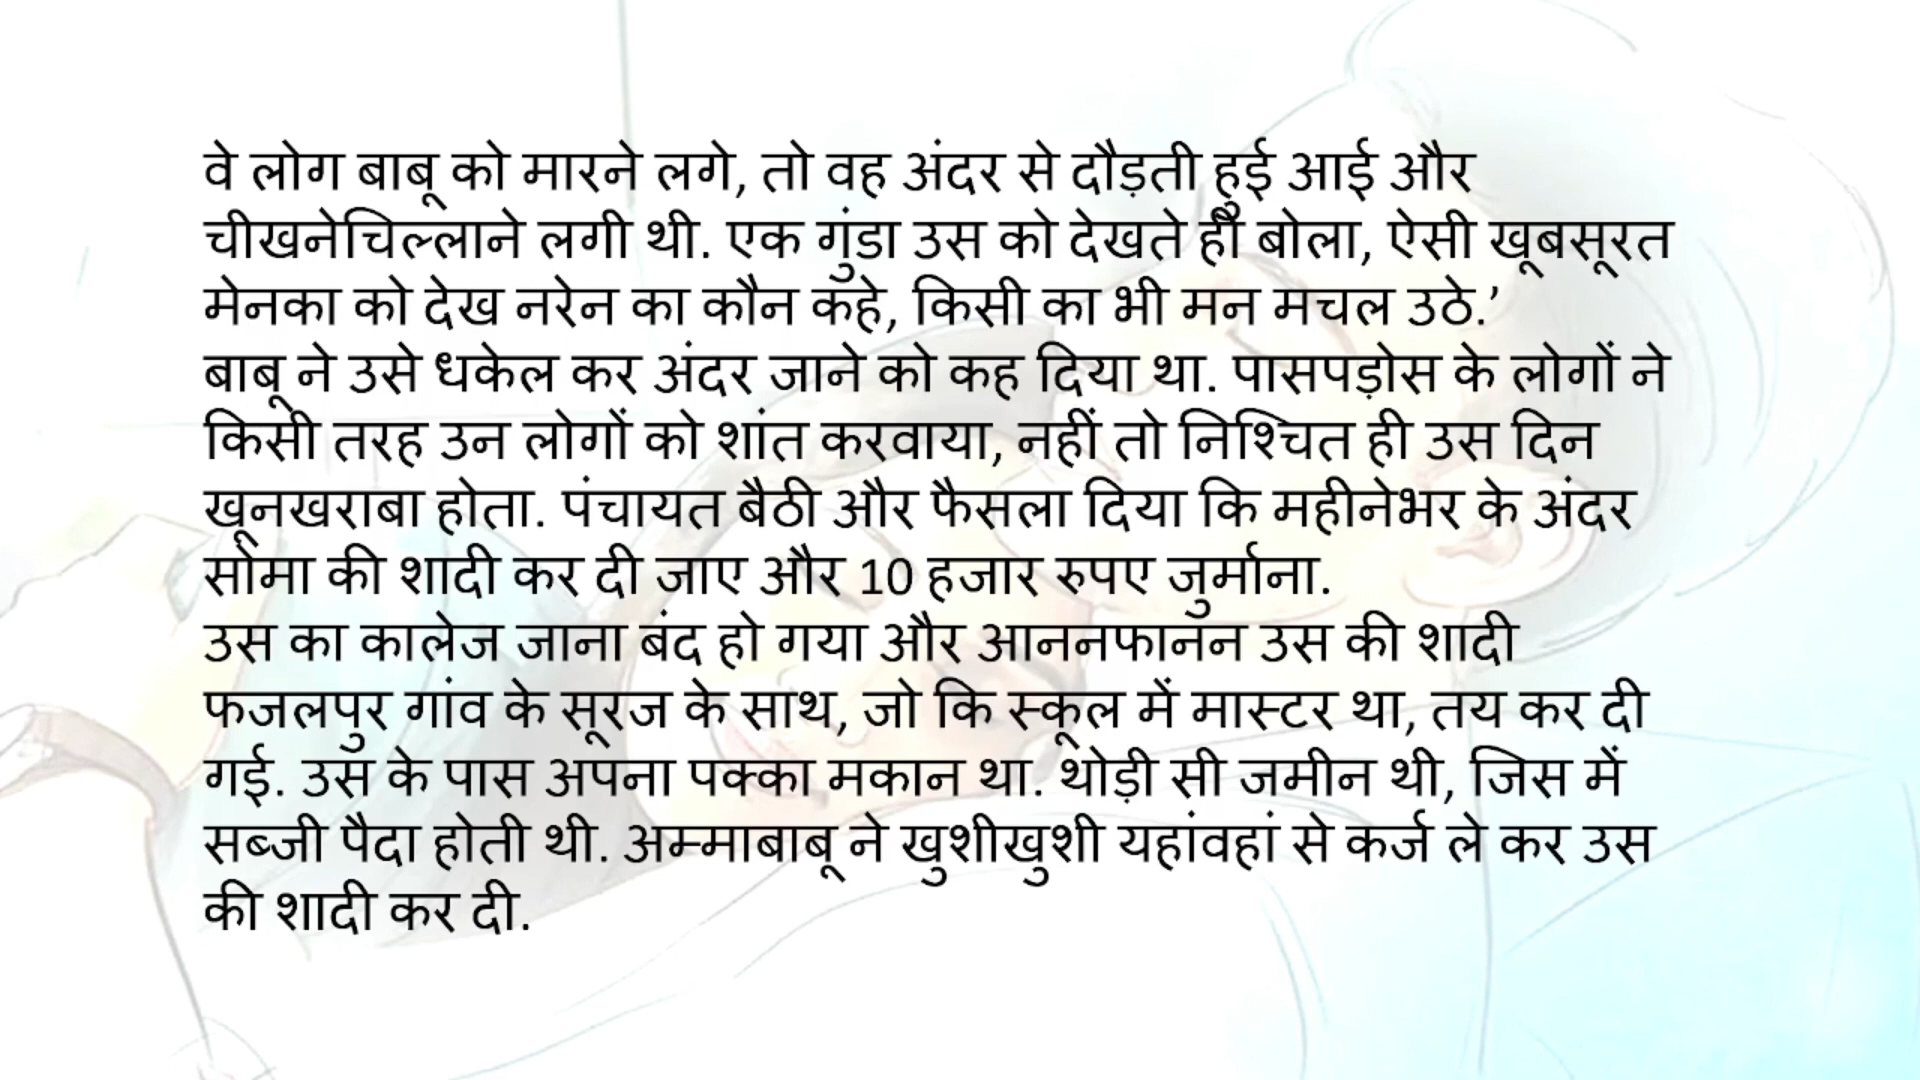 वे लोग बाबू को मारने लगे, तो वह अंदर से दौड़ती हुई आई और
चीखनेचिल्लाने लगी थी. एक गुंडा उस को देखते ही बोला, ऐसी खूबसूरत
मेनका को देख नरेन का कौन कहे, किसी का भी मन मचल उठे.’
बाबू ने उसे धकेल कर अंदर जाने को कह दिया था. पासपड़ोस के लोगों ने
किसी तरह उन लोगों को शांत करवाया, नहीं तो निश्चित ही उस दिन
खूनखराबा होता. पंचायत बैठी और फैसला दिया कि महीनेभर के अंदर
सोमा की शादी कर दी जाए और 10 हजार रुपए जुर्माना.
उस का कालेज जाना बंद हो गया और आननफानन उस की शादी
फजलपुर गांव के सूरज के साथ, जो कि स्कूल में मास्टर था, तय कर दी
गई. उस के पास अपना पक्का मकान था. थोड़ी सी जमीन थी, जिस में
सब्जी पैदा होती थी. अम्माबाबू ने खुशीखुशी यहांवहां से कर्ज ले कर उस
की शादी कर दी.